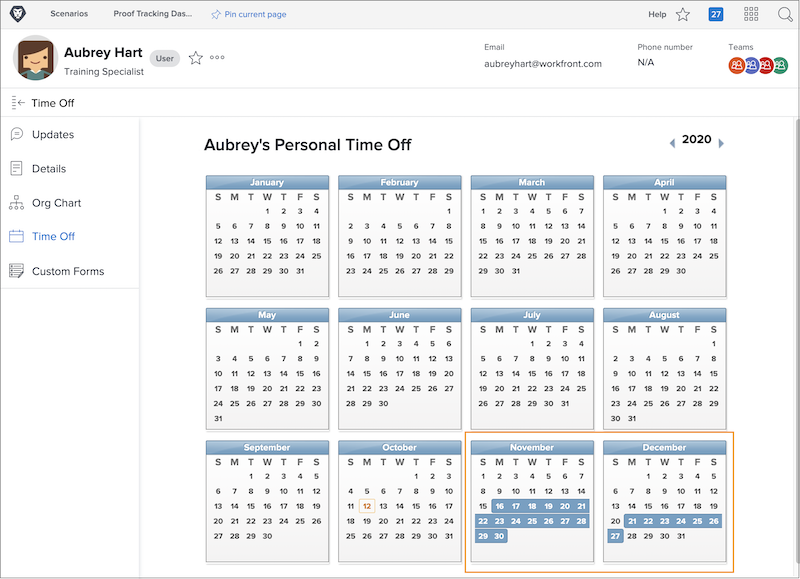 Scenarios Proof Tracking Das... Pin current page Help 27
Aubrey Hart User
Training Specialist
Email Phone number Teams
aubreyhart@workfront.com N/A
Time Off
Updates
Details
Org Chart
Time Off
Custom Forms
Aubrey's Personal Time Off 2020
January February March April
S M T W T F S S M T W T F S S M T W T F S S M T W T F S
1 2 3 4 1 1 2 3 4 5 6 7 1 2 3 4
5 6 7 8 9 10 11 2 3 4 5 6 7 8 8 9 10 11 12 13 14 5 6 7 8 9 10 11
12 13 14 15 16 17 18 9 10 11 12 13 14 15 15 16 17 18 19 20 21 12 13 14 15 16 17 18
19 20 21 22 23 24 25 16 17 18 19 20 21 22 22 23 24 25 26 27 28 19 20 21 22 23 24 25
26 27 28 29 30 31 23 24 25 26 27 28 29 29 30 31 26 27 28 29 30
May June July August
S M T W T F S S M T W T F S S M T W T F S S M T W T F S
1 2 1 2 3 4 5 6 1 2 3 4 1
3 4 5 6 7 8 9 7 8 9 10 11 12 13 5 6 7 8 9 10 11 2 3 4 5 6 7 8
10 11 12 13 14 15 16 14 15 16 17 18 19 20 12 13 14 15 16 17 18 9 10 11 12 13 14 15
17 18 19 20 21 22 23 21 22 23 24 25 26 27 19 20 21 22 23 24 25 16 17 18 19 20 21 22
24 25 26 27 28 29 30 28 29 30 26 27 28 29 30 31 23 24 25 26 27 28 29
31 30 31
September October November December
S M T W T F S S M T W T F S S M T W T F S S M T W T F S
1 2 3 4 5 1 2 3 1 2 3 4 5 6 7 1 2 3 4 5
6 7 8 9 10 11 12 4 5 6 7 8 9 10 8 9 10 11 12 13 14 6 7 8 9 10 11 12
13 14 15 16 17 18 19 11 12 13 14 15 16 17 15 16 17 18 19 20 21 13 14 15 16 17 18 19
20 21 22 23 24 25 26 18 19 20 21 22 23 24 22 23 24 25 26 27 28 20 21 22 23 24 25 26
27 28 29 30 25 26 27 28 29 30 31 29 30 27 28 29 30 31